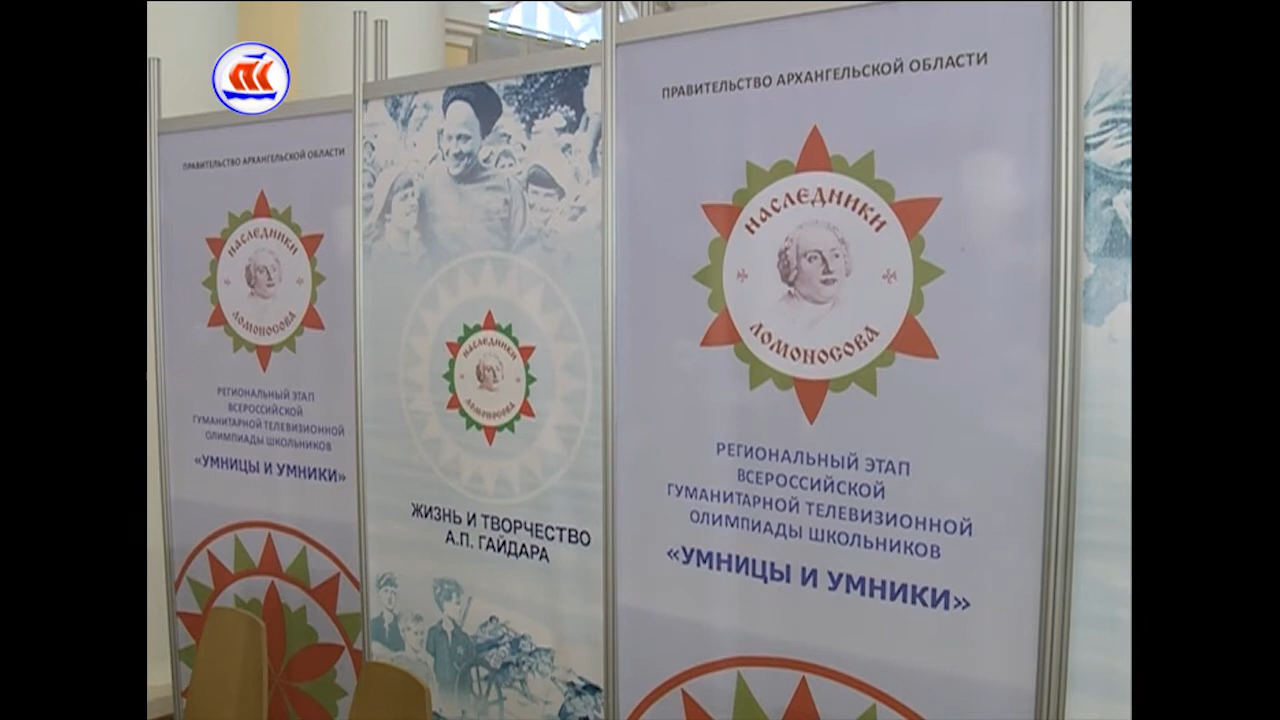 ПК
ПРАВИТЕЛЬСТВО АРХАНГЕЛЬСКОЙ ОБЛАСТИ
НАСЛЕДНИКИ
ЛОМОНОСОВА
РЕГИОНАЛЬНЫЙ ЭТАП
ВСЕРОССИЙСКОЙ
ГУМАНИТАРНОЙ ТЕЛЕВИЗИОННОЙ
ОЛИМПИАДЫ ШКОЛЬНИКОВ
«УМНИЦЫ И УМНИКИ»
НАСЛЕДНИКИ
ЛОМОНОСОВА
ЖИЗНЬ И ТВОРЧЕСТВО
А.П. ГАЙДАРА
ПРАВИТЕЛЬСТВО АРХАНГЕЛЬСКОЙ ОБЛАСТИ
НАСЛЕДНИКИ
ЛОМОНОСОВА
РЕГИОНАЛЬНЫЙ ЭТАП
ВСЕРОССИЙСКОЙ
ГУМАНИТАРНОЙ ТЕЛЕВИЗИОННОЙ
ОЛИМПИАДЫ ШКОЛЬНИКОВ
«УМНИЦЫ И УМНИКИ»